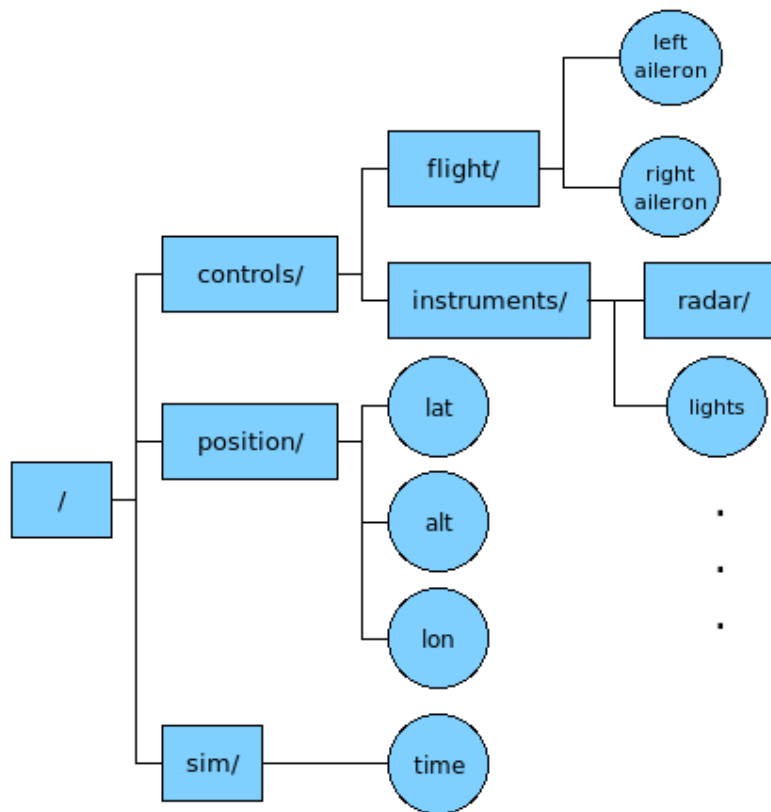 left
aileron
flight/
right
aileron
controls/
instruments/
radar/
lat
lights
position/
/
alt
lon
sim/
time